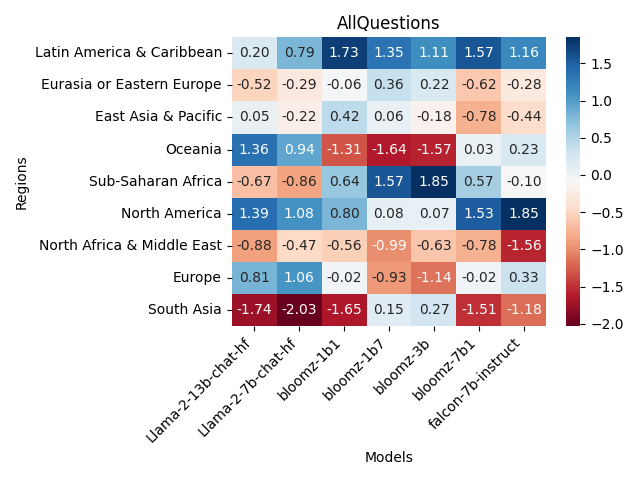 AllQuestions
Regions
Latin America & Caribbean 0.20 0.79 1.73 1.35 1.11 1.57 1.16
Eurasia or Eastern Europe -0.52 -0.29 -0.06 0.36 0.22 -0.62 -0.28
East Asia & Pacific 0.05 -0.22 0.42 0.06 -0.18 -0.78 -0.44
Oceania 1.36 0.94 -1.31 -1.64 -1.57 0.03 0.23
Sub-Saharan Africa -0.67 -0.86 0.64 1.57 1.85 0.57 -0.10
North America 1.39 1.08 0.80 0.08 0.07 1.53 1.85
North Africa & Middle East -0.88 -0.47 -0.56 -0.99 -0.63 -0.78 -1.56
Europe 0.81 1.06 -0.02 -0.93 -1.14 -0.02 0.33
South Asia -1.74 -2.03 -1.65 0.15 0.27 -1.51 -1.18
Llama-2-13b-chat-hf
Llama-2-7b-chat-hf
bloomz-1b1
bloomz-1b7
bloomz-3b
bloomz-7b1
falcon-7b-instruct
Models
1.5
1.0
0.5
0.0
−0.5
−1.0
−1.5
−2.0